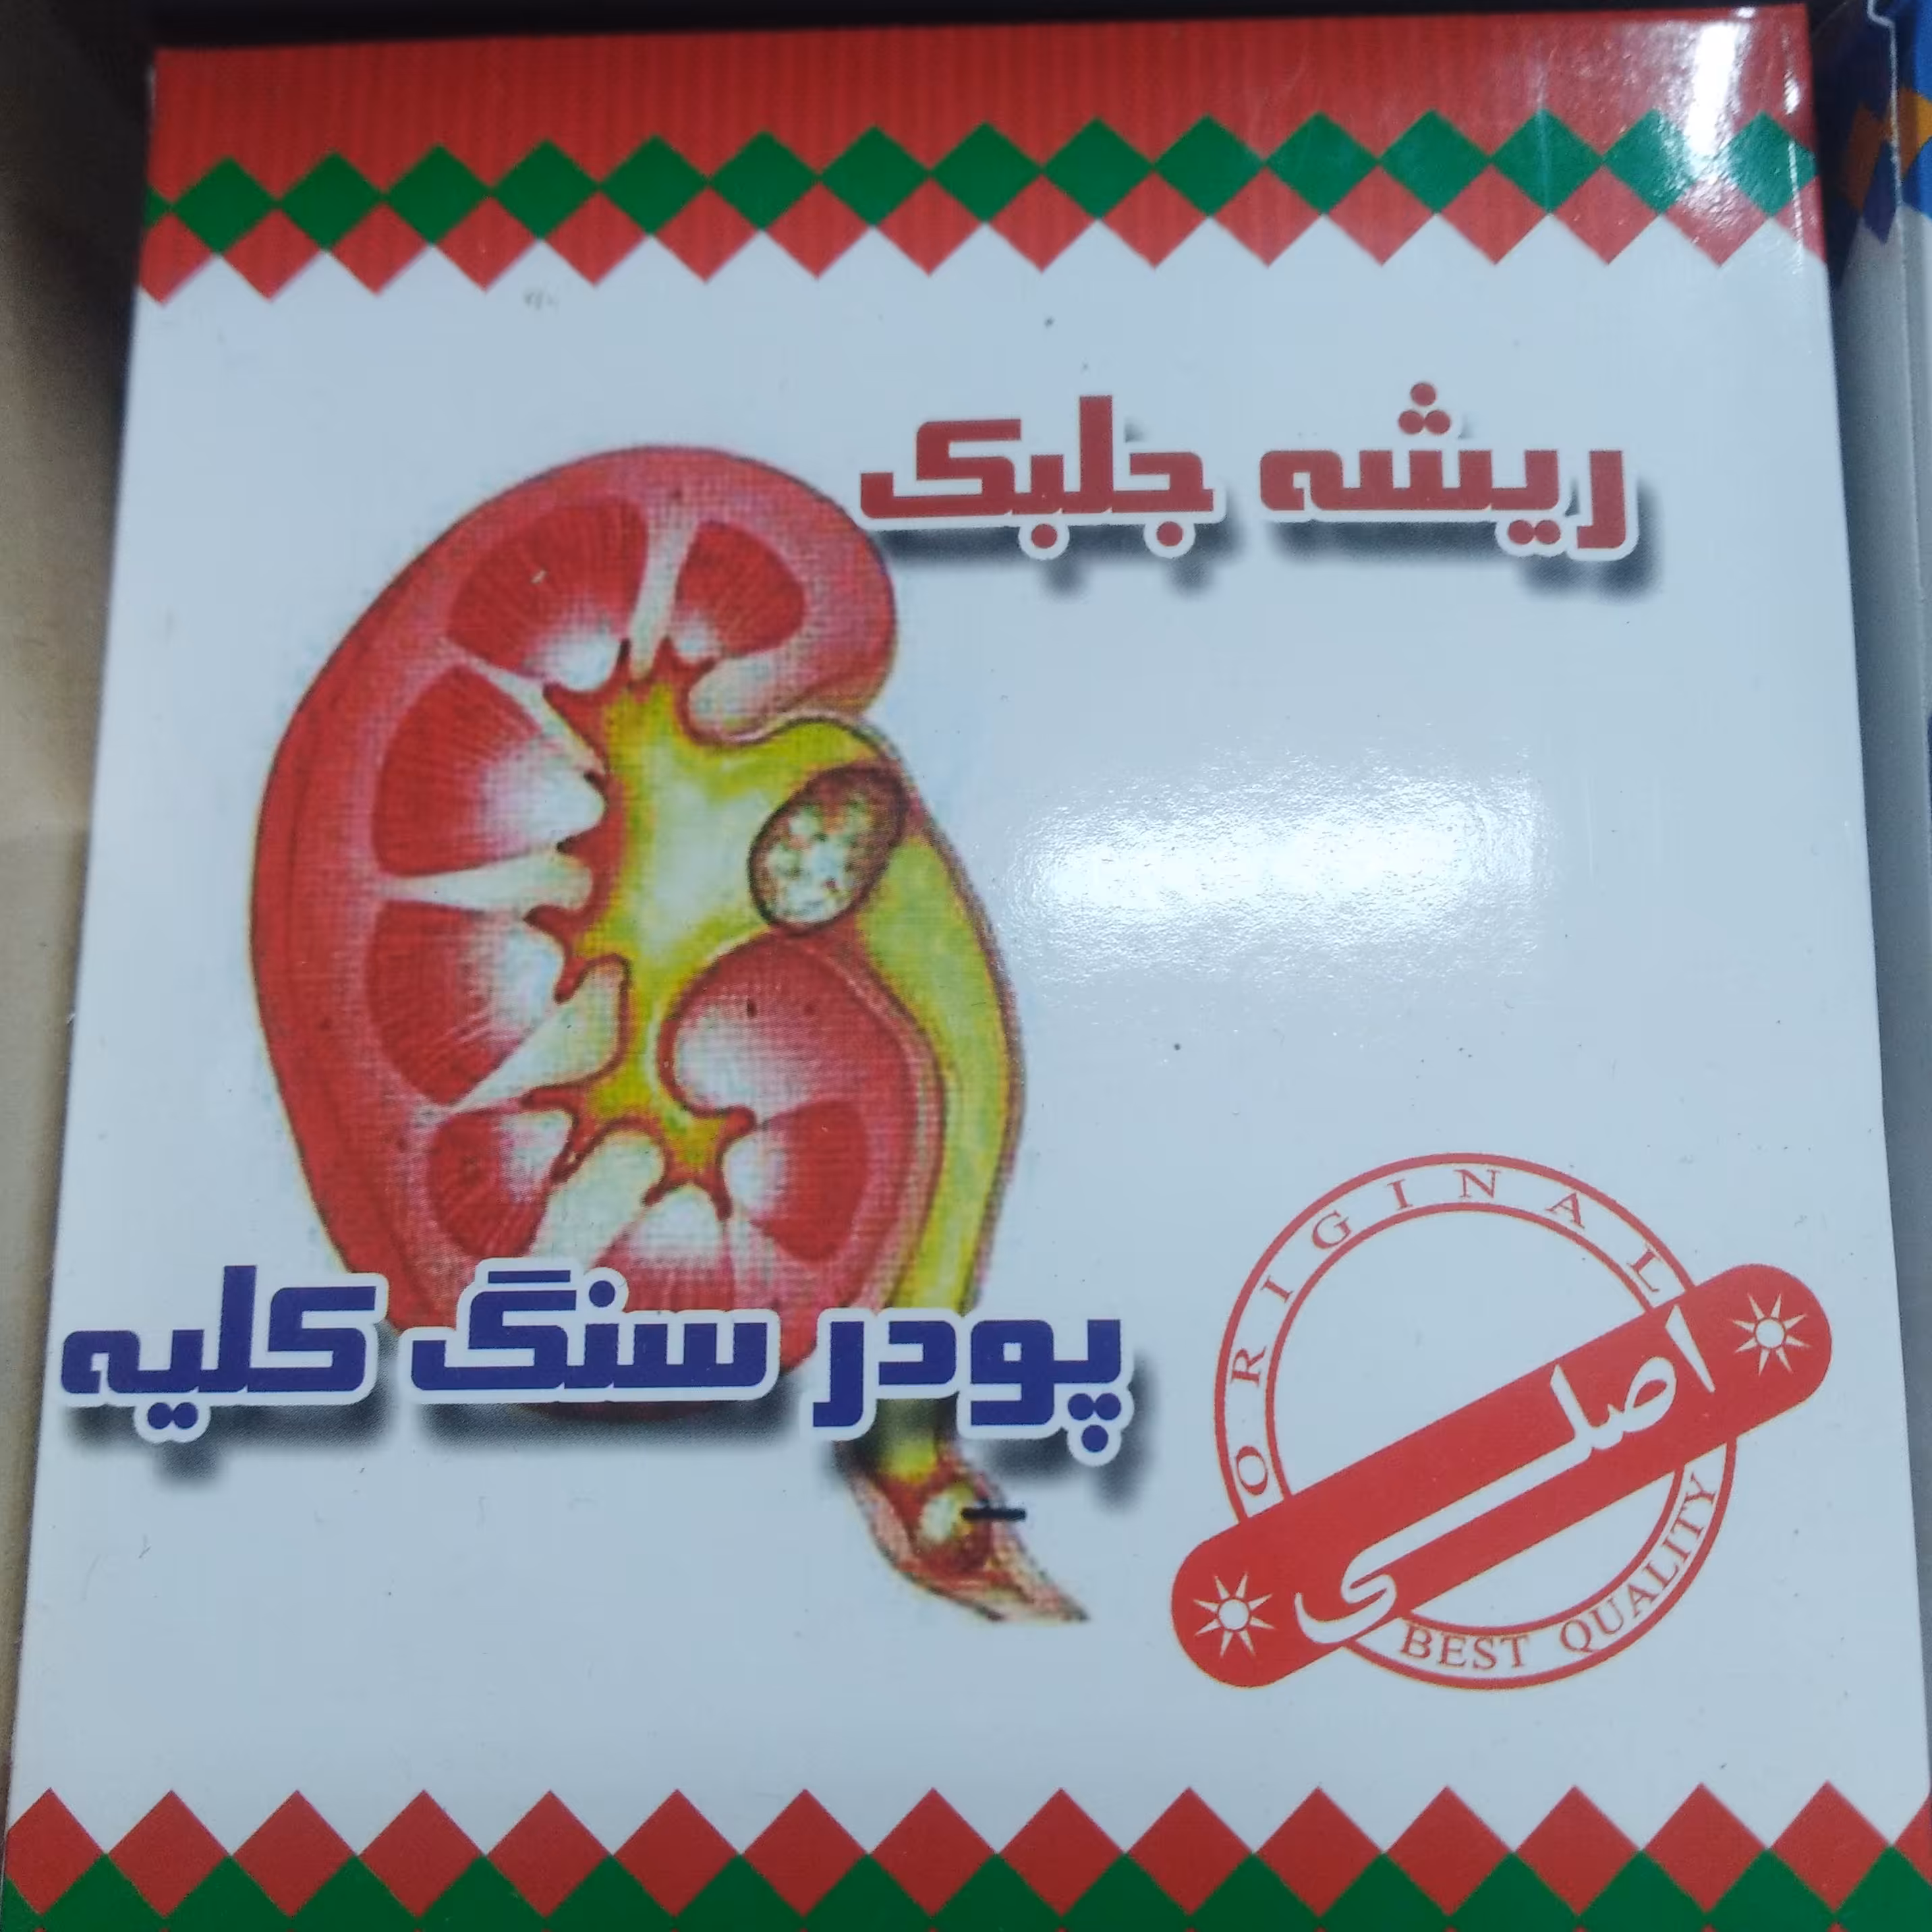 ریشه جلبک
پودر سنگ کلیه
ORIGINAL
اصلی
BEST QUALITY